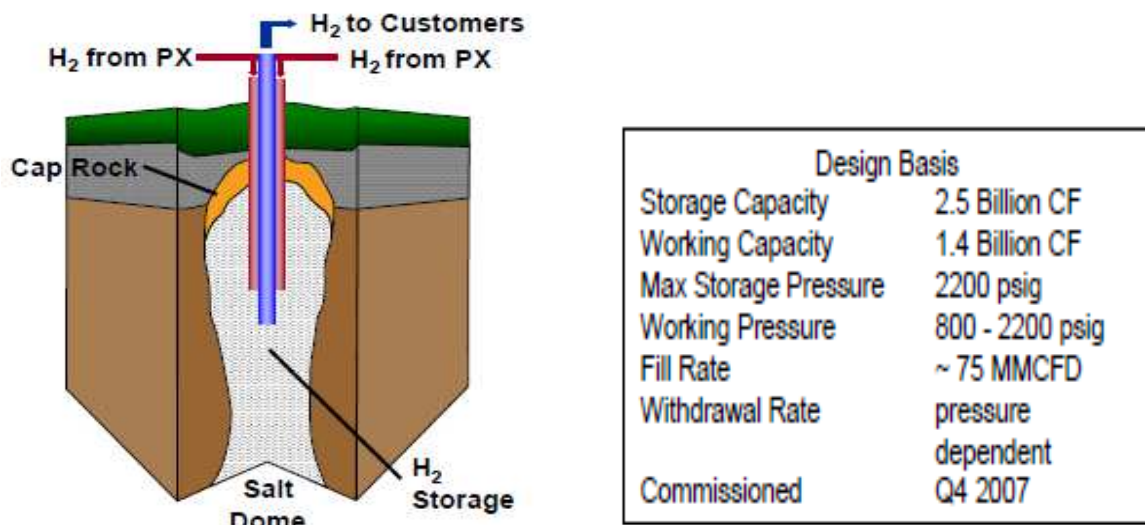 H2 to Customers
H2 from PX H2 from PX
Cap Rock
H2
Storage
Salt
Dome
Design Basis
Storage Capacity 2.5 Billion CF
Working Capacity 1.4 Billion CF
Max Storage Pressure 2200 psig
Working Pressure 800 - 2200 psig
Fill Rate ~ 75 MMCFD
Withdrawal Rate pressure
dependent
Commissioned Q4 2007